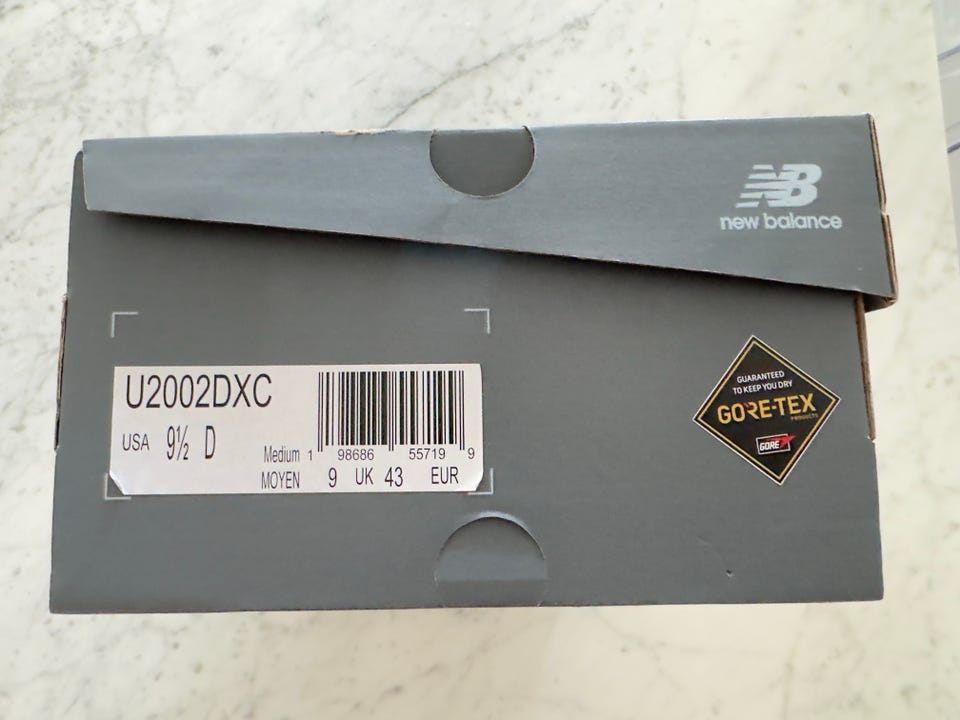 NB
new balance
GUARANTEED
TO KEEP YOU DRY
GORE-TEX
PRODUCTS
GORE
U2002DXC
USA 9½ D
Medium 1 98686 55719 9
MOYEN 9 UK 43 EUR